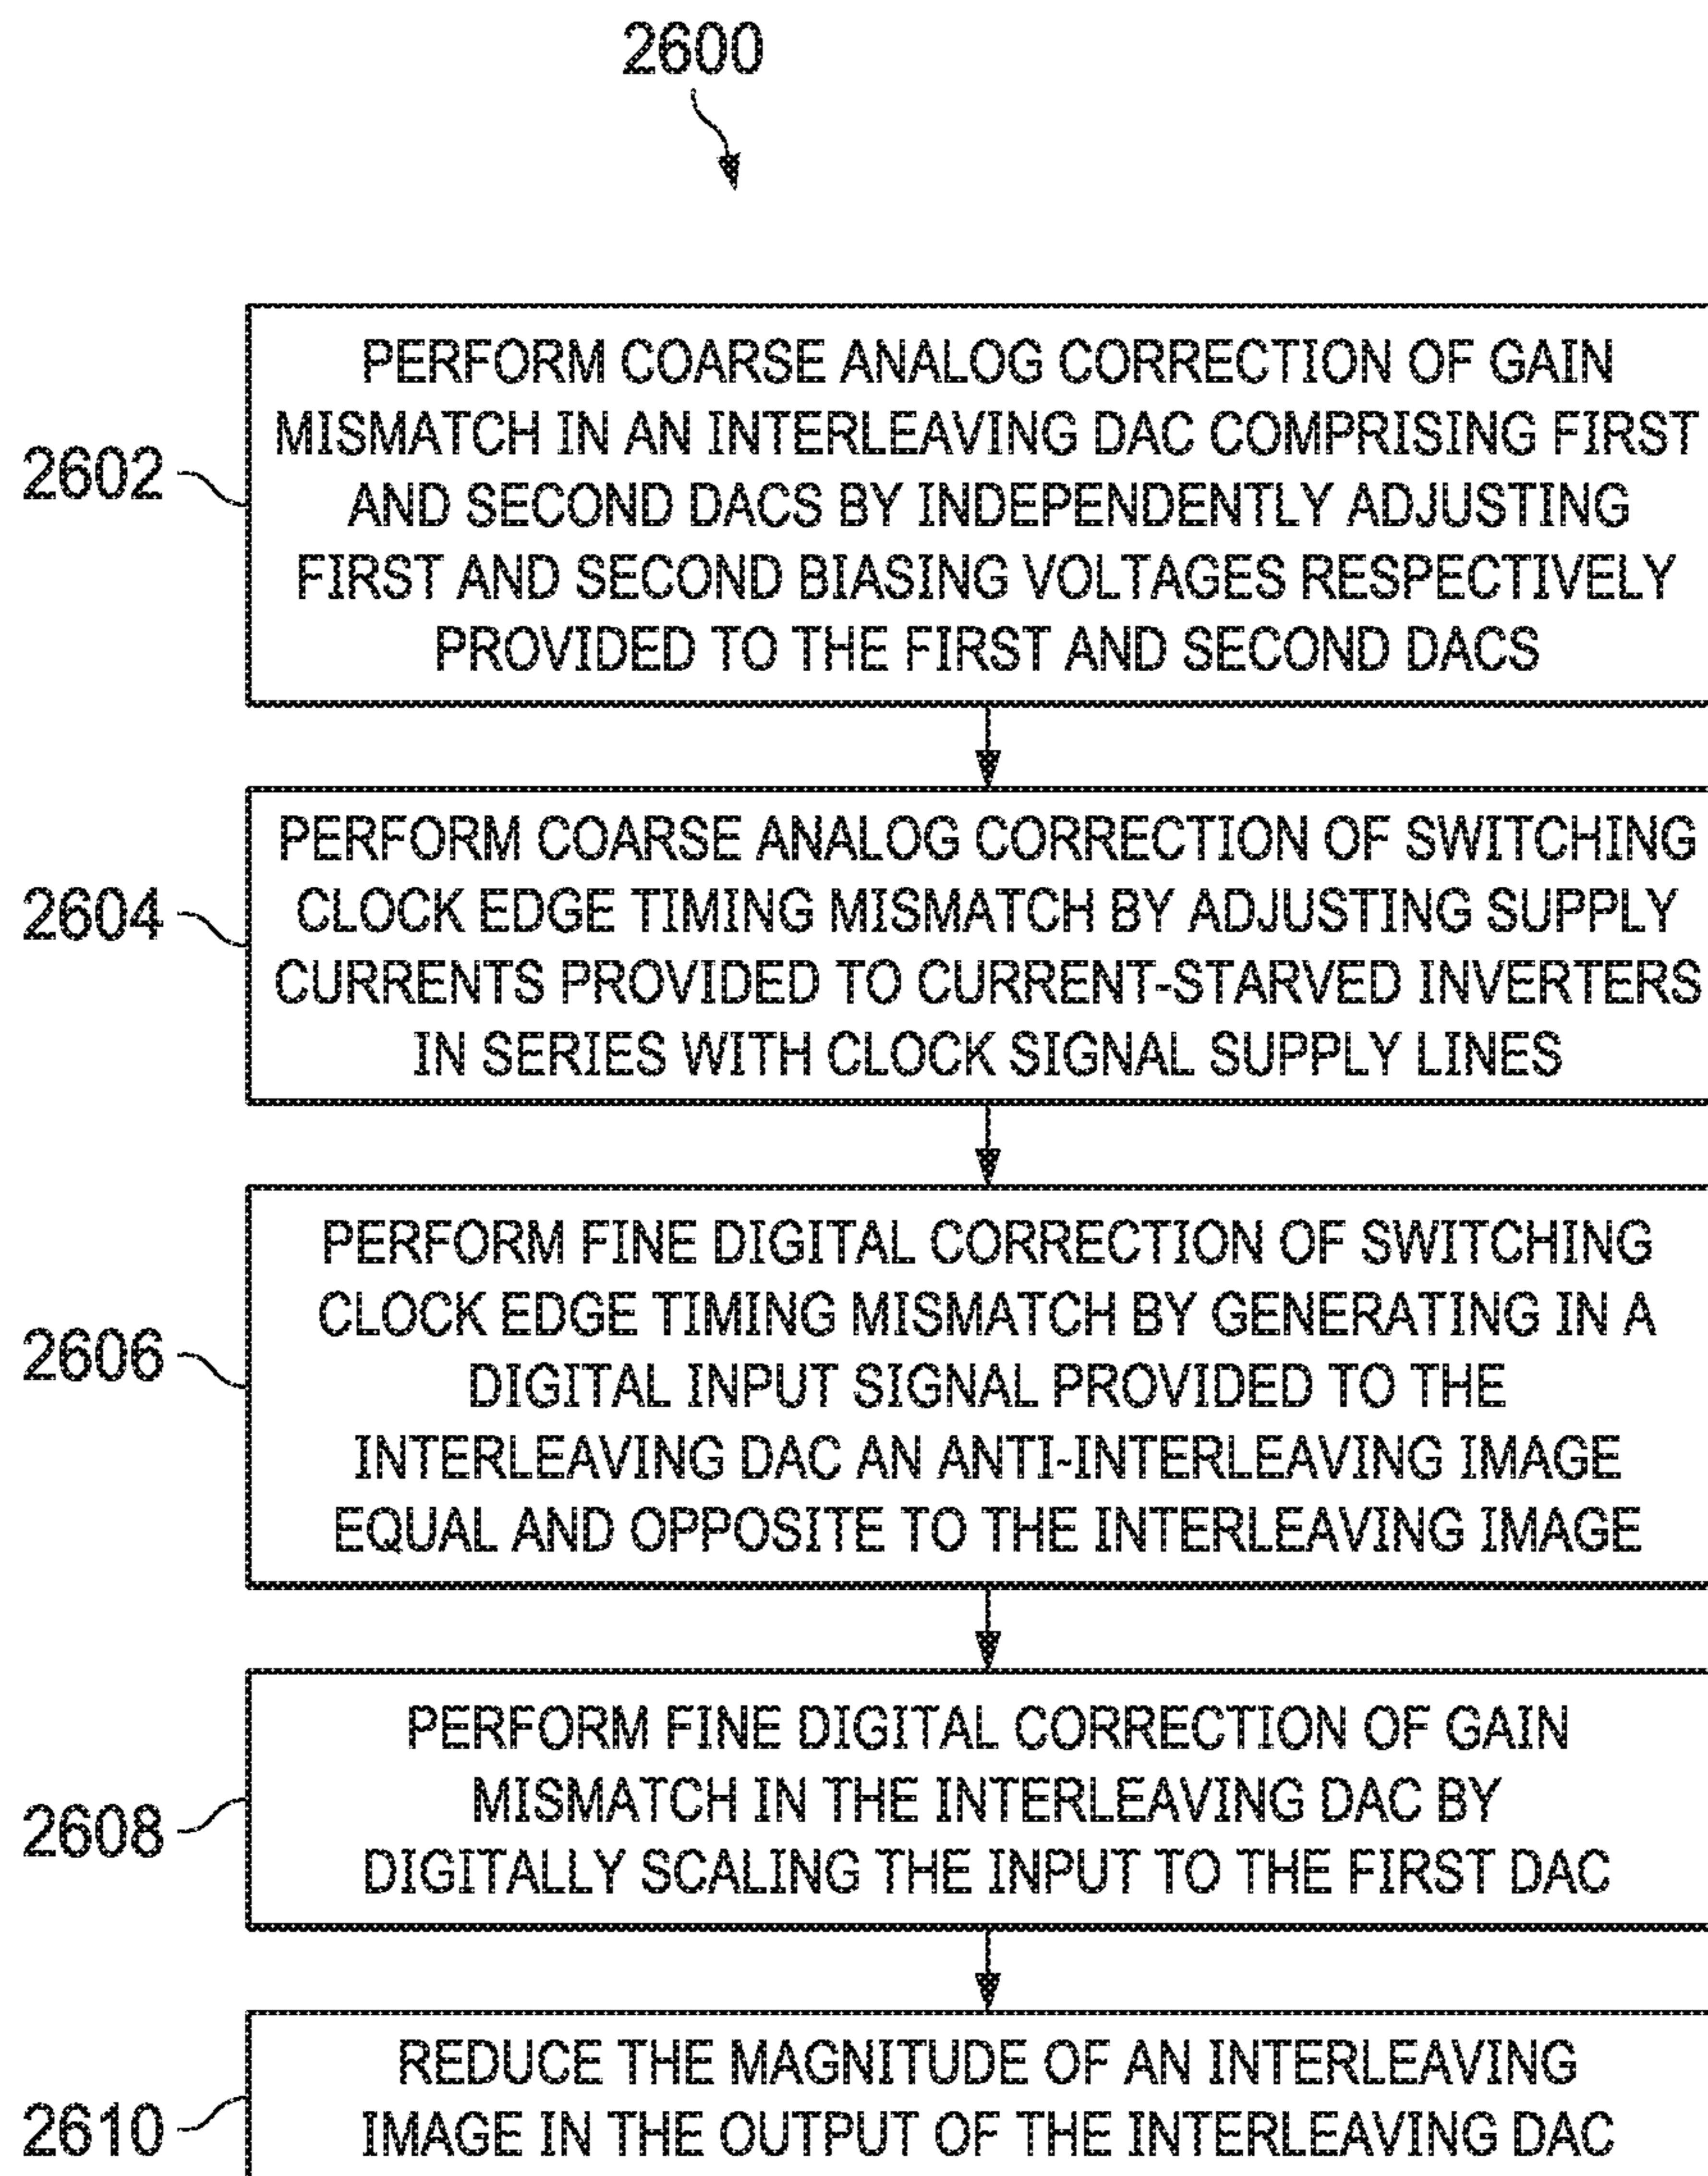 2600
2602
PERFORM COARSE ANALOG CORRECTION OF GAIN
MISMATCH IN AN INTERLEAVING DAC COMPRISING FIRST
AND SECOND DACS BY INDEPENDENTLY ADJUSTING
FIRST AND SECOND BIASING VOLTAGES RESPECTIVELY
PROVIDED TO THE FIRST AND SECOND DACS
2604
PERFORM COARSE ANALOG CORRECTION OF SWITCHING
CLOCK EDGE TIMING MISMATCH BY ADJUSTING SUPPLY
CURRENTS PROVIDED TO CURRENT-STARVED INVERTERS
IN SERIES WITH CLOCK SIGNAL SUPPLY LINES
2606
PERFORM FINE DIGITAL CORRECTION OF SWITCHING
CLOCK EDGE TIMING MISMATCH BY GENERATING IN A
DIGITAL INPUT SIGNAL PROVIDED TO THE
INTERLEAVING DAC AN ANTI-INTERLEAVING IMAGE
EQUAL AND OPPOSITE TO THE INTERLEAVING IMAGE
2608
PERFORM FINE DIGITAL CORRECTION OF GAIN
MISMATCH IN THE INTERLEAVING DAC BY
DIGITALLY SCALING THE INPUT TO THE FIRST DAC
2610
REDUCE THE MAGNITUDE OF AN INTERLEAVING
IMAGE IN THE OUTPUT OF THE INTERLEAVING DAC